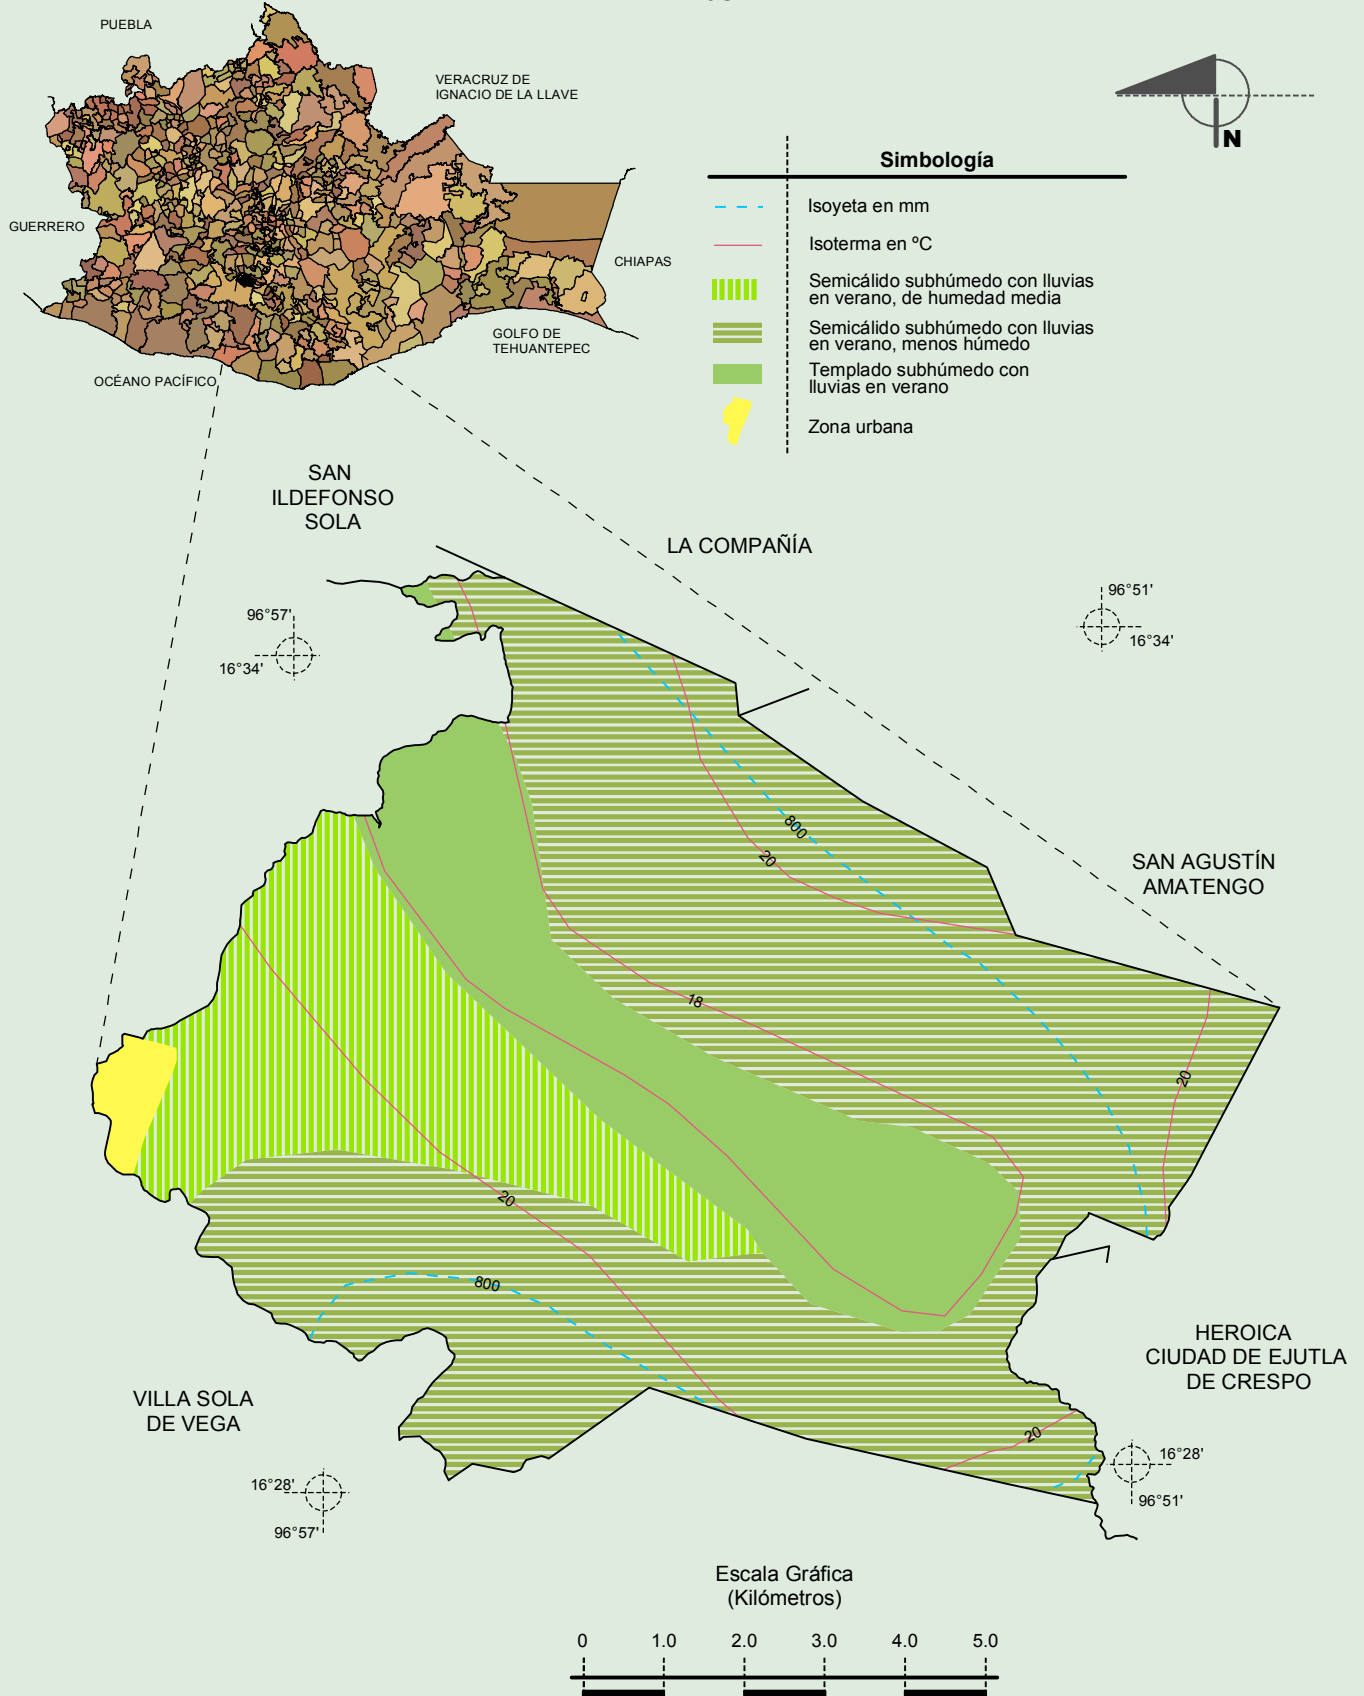 PUEBLA
VERACRUZ DE
IGNACIO DE LA LLAVE
GUERRERO
CHIAPAS
GOLFO DE
TEHUANTEPEC
OCÉANO PACÍFICO
N
Simbología
Isoyeta en mm
Isoterma en ºC
Semicálido subhúmedo con lluvias
en verano, de humedad media
Semicálido subhúmedo con lluvias
en verano, menos húmedo
Templado subhúmedo con
lluvias en verano
Zona urbana
SAN
ILDEFONSO
SOLA
LA COMPAÑÍA
96°57'
16°34'
96°51'
16°34'
800
20
SAN AGUSTÍN
AMATENGO
18
20
20
800
HEROICA
CIUDAD DE EJUTLA
DE CRESPO
VILLA SOLA
DE VEGA
20
16°28'
96°57'
16°28'
96°51'
Escala Gráfica
(Kilómetros)
0 1.0 2.0 3.0 4.0 5.0